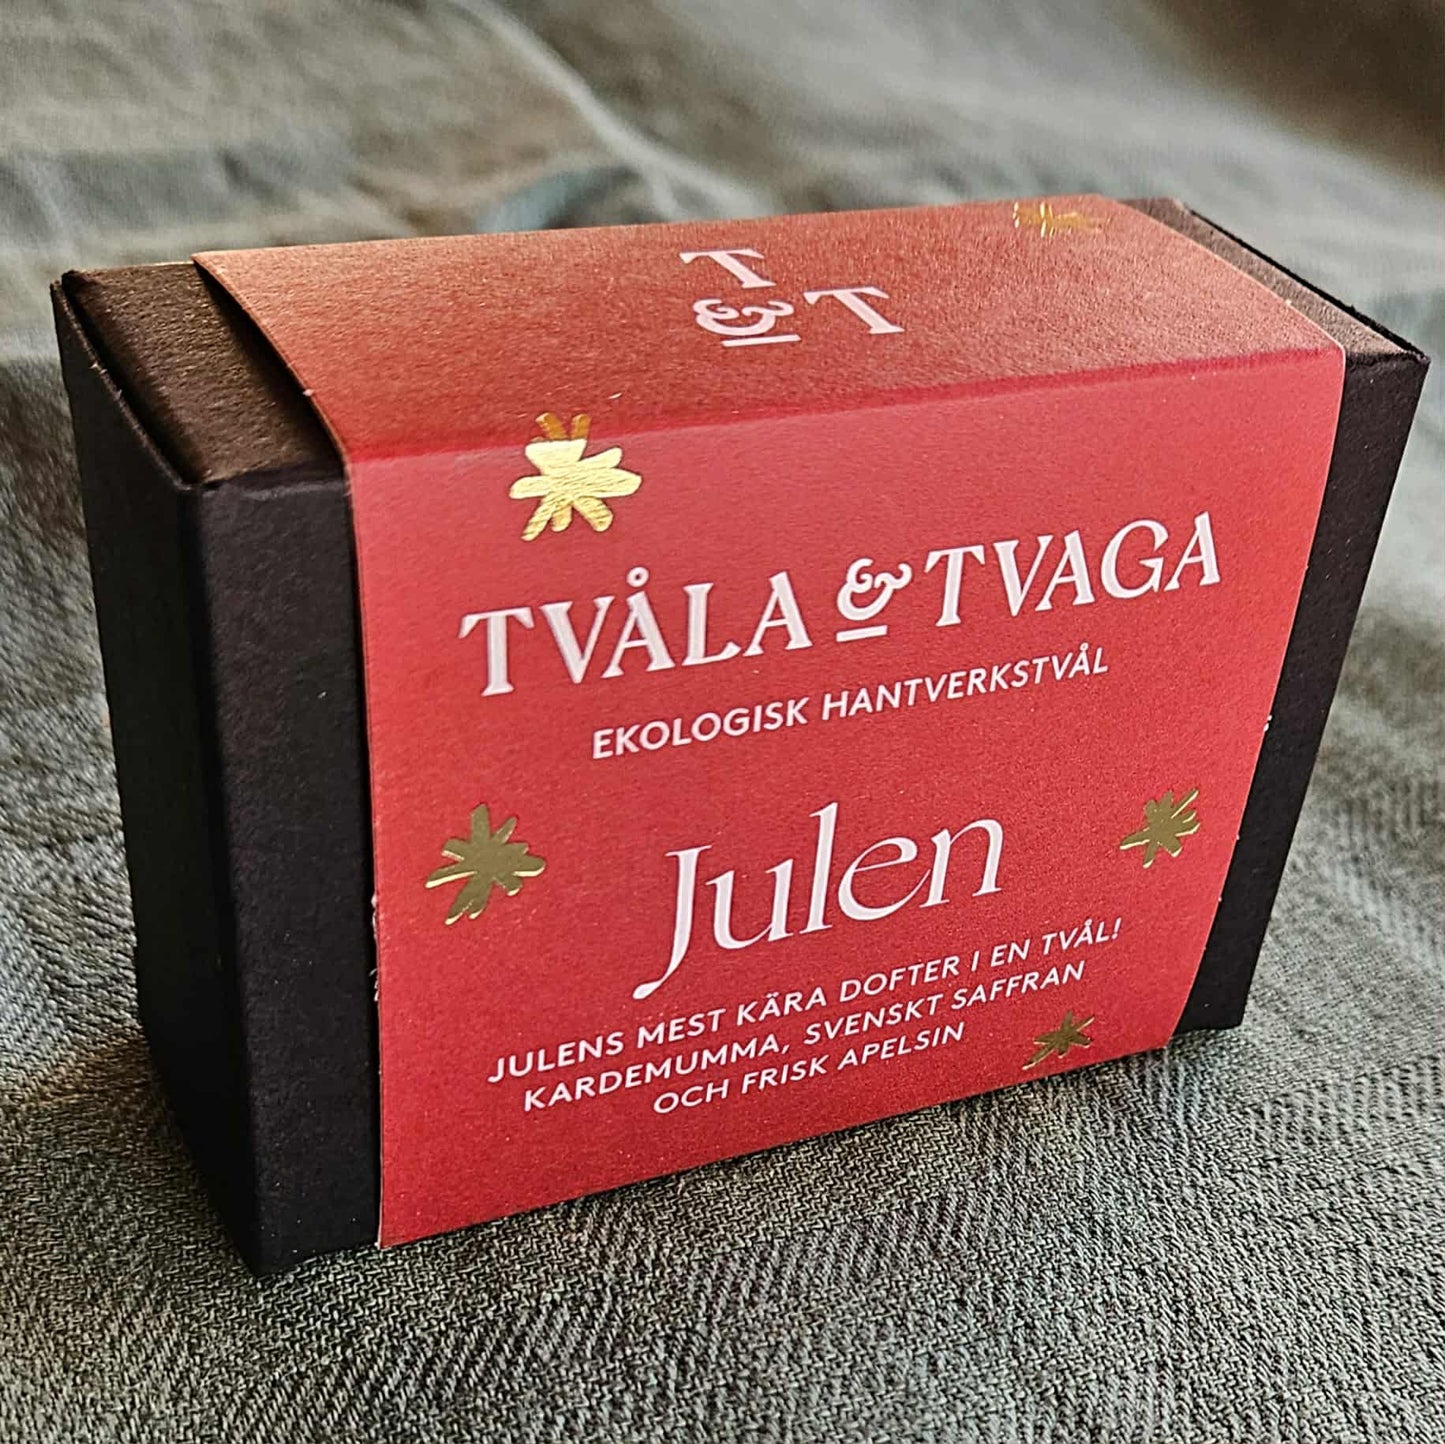 T
& T
TVÅLA & TVAGA
EKOLOGISK HANTVERKSTVÅL
Julen
JULENS MEST KÄRA DOFTER I EN TVÅL!
KARDEMUMMA, SVENSKT SAFFRAN
OCH FRISK APELSIN